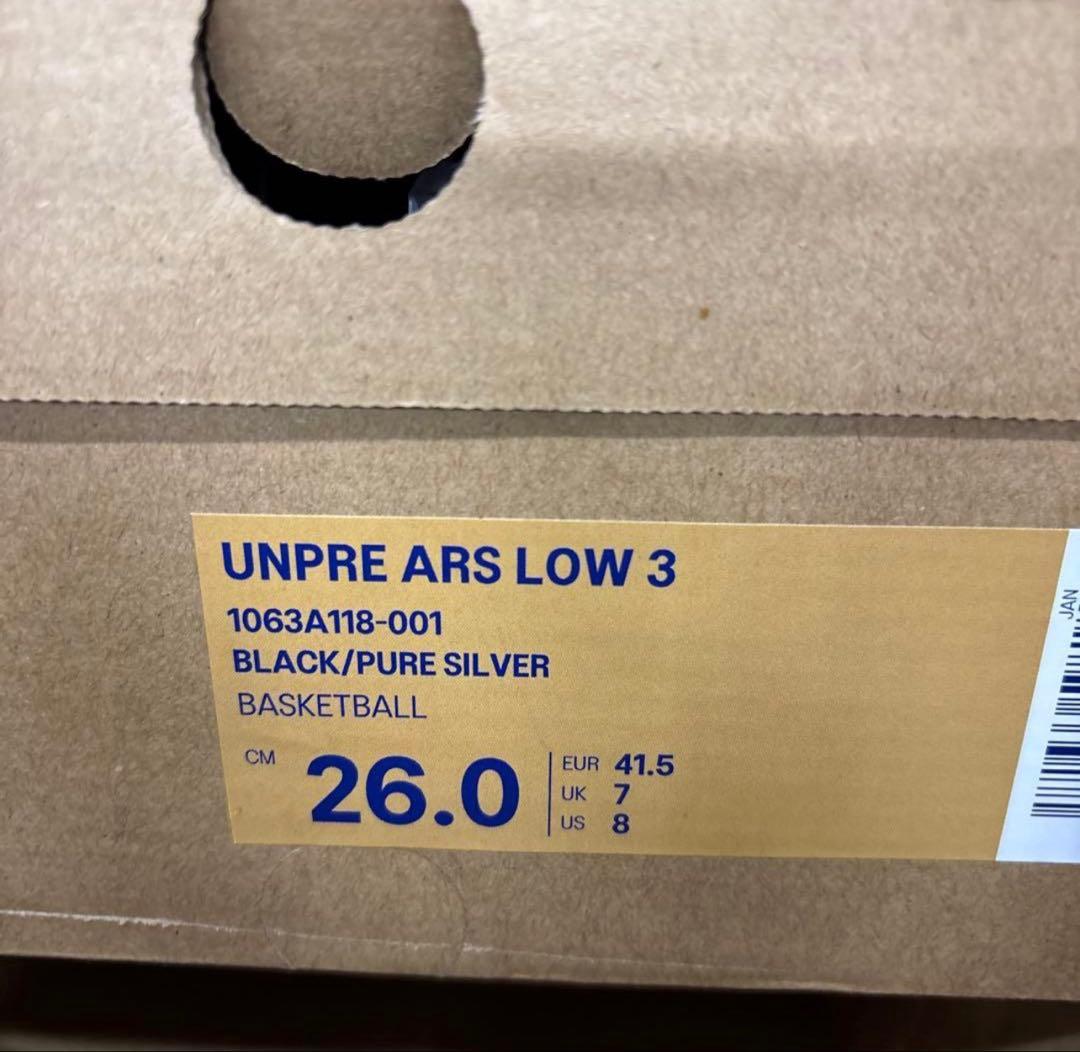 UNPRE ARS LOW 3
1063A118-001
BLACK/PURE SILVER
BASKETBALL
CM 26.0
EUR 41.5
UK 7
US 8
JAN